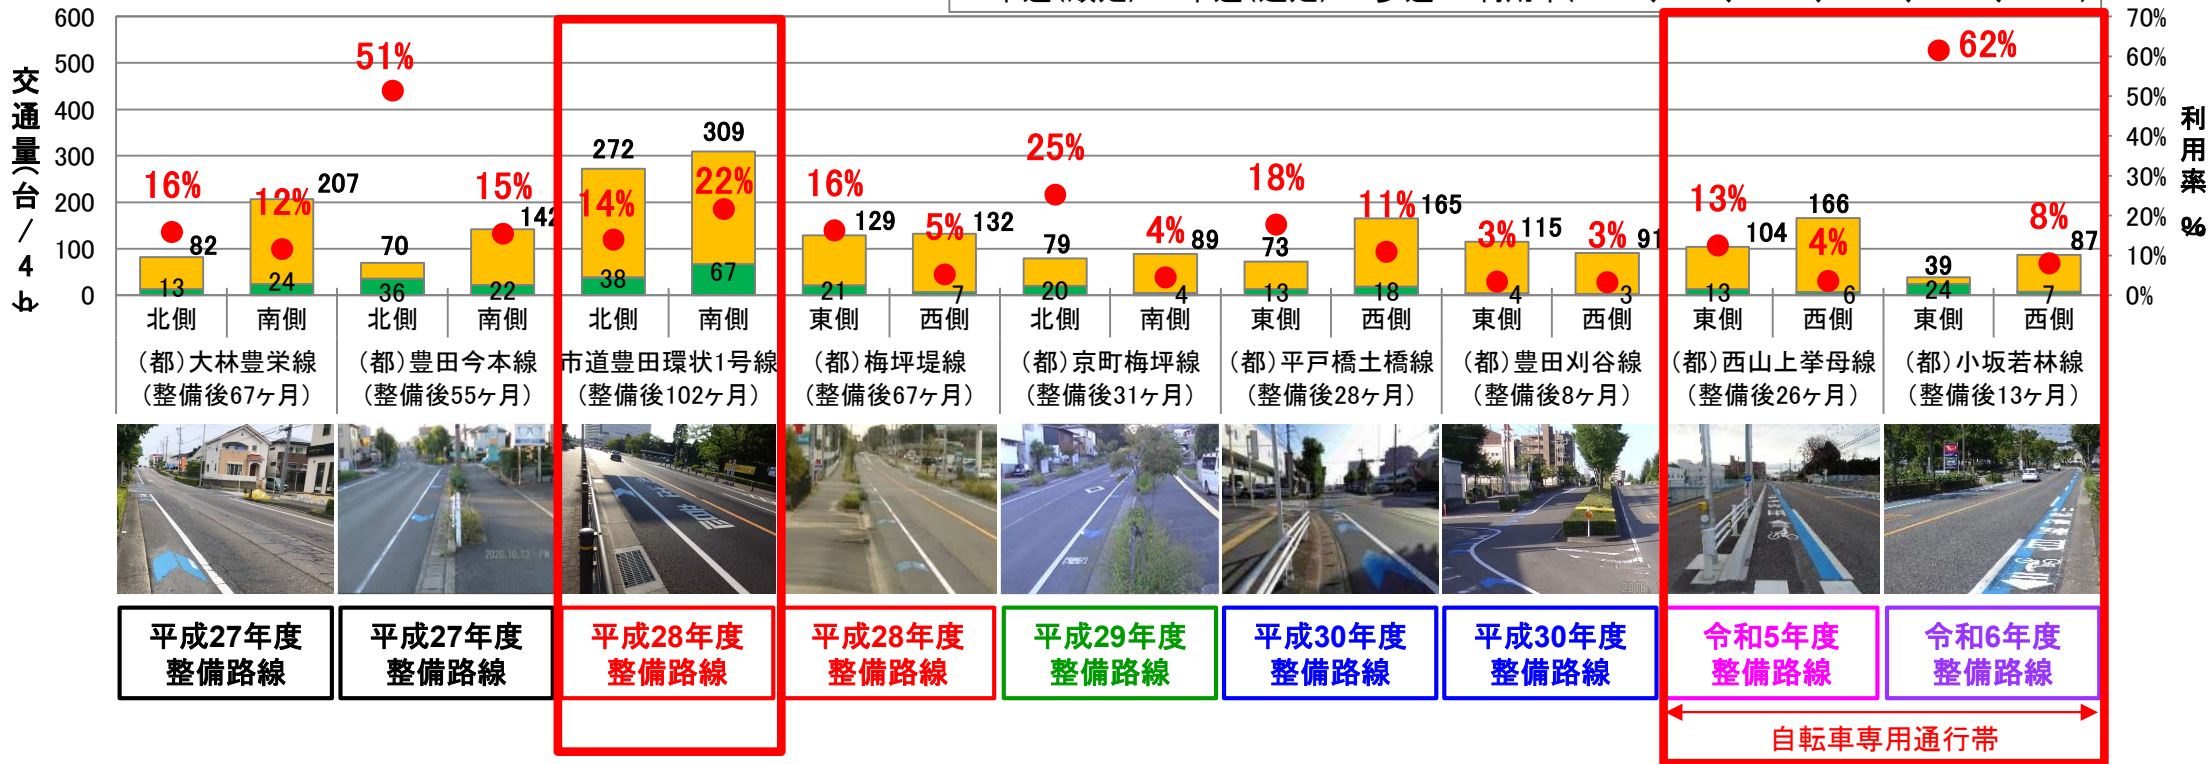 600
500
400
300
200
100
0
交通量(台/4h)
70%
60%
50%
40%
30%
20%
10%
0%
利用率 %
16%
82
13
12%
207
24
51%
70
36
15%
142
22
272
14%
38
309
22%
67
16%
129
21
5%
132
7
25%
79
20
4%
89
4
18%
73
13
11%
165
18
3%
115
4
3%
91
3
13%
104
13
166
4%
6
62%
39
24
8%
87
7
北側 南側 北側 南側 北側 南側 東側 西側 北側 南側 東側 西側 東側 西側 東側 西側 東側 西側
(都)大林豊栄線
(整備後67ヶ月)
(都)豊田今本線
(整備後55ヶ月)
市道豊田環状1号線
(整備後102ヶ月)
(都)梅坪堤線
(整備後67ヶ月)
(都)京町梅坪線
(整備後31ヶ月)
(都)平戸橋土橋線
(整備後28ヶ月)
(都)豊田刈谷線
(整備後8ヶ月)
(都)西山上挙母線
(整備後26ヶ月)
(都)小坂若林線
(整備後13ヶ月)
2020.10.13 PM
平成27年度
整備路線
平成27年度
整備路線
平成28年度
整備路線
平成28年度
整備路線
平成29年度
整備路線
平成30年度
整備路線
平成30年度
整備路線
令和5年度
整備路線
令和6年度
整備路線
自転車専用通行帯